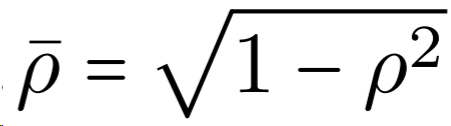 ρ̄ = √(1 − ρ²)